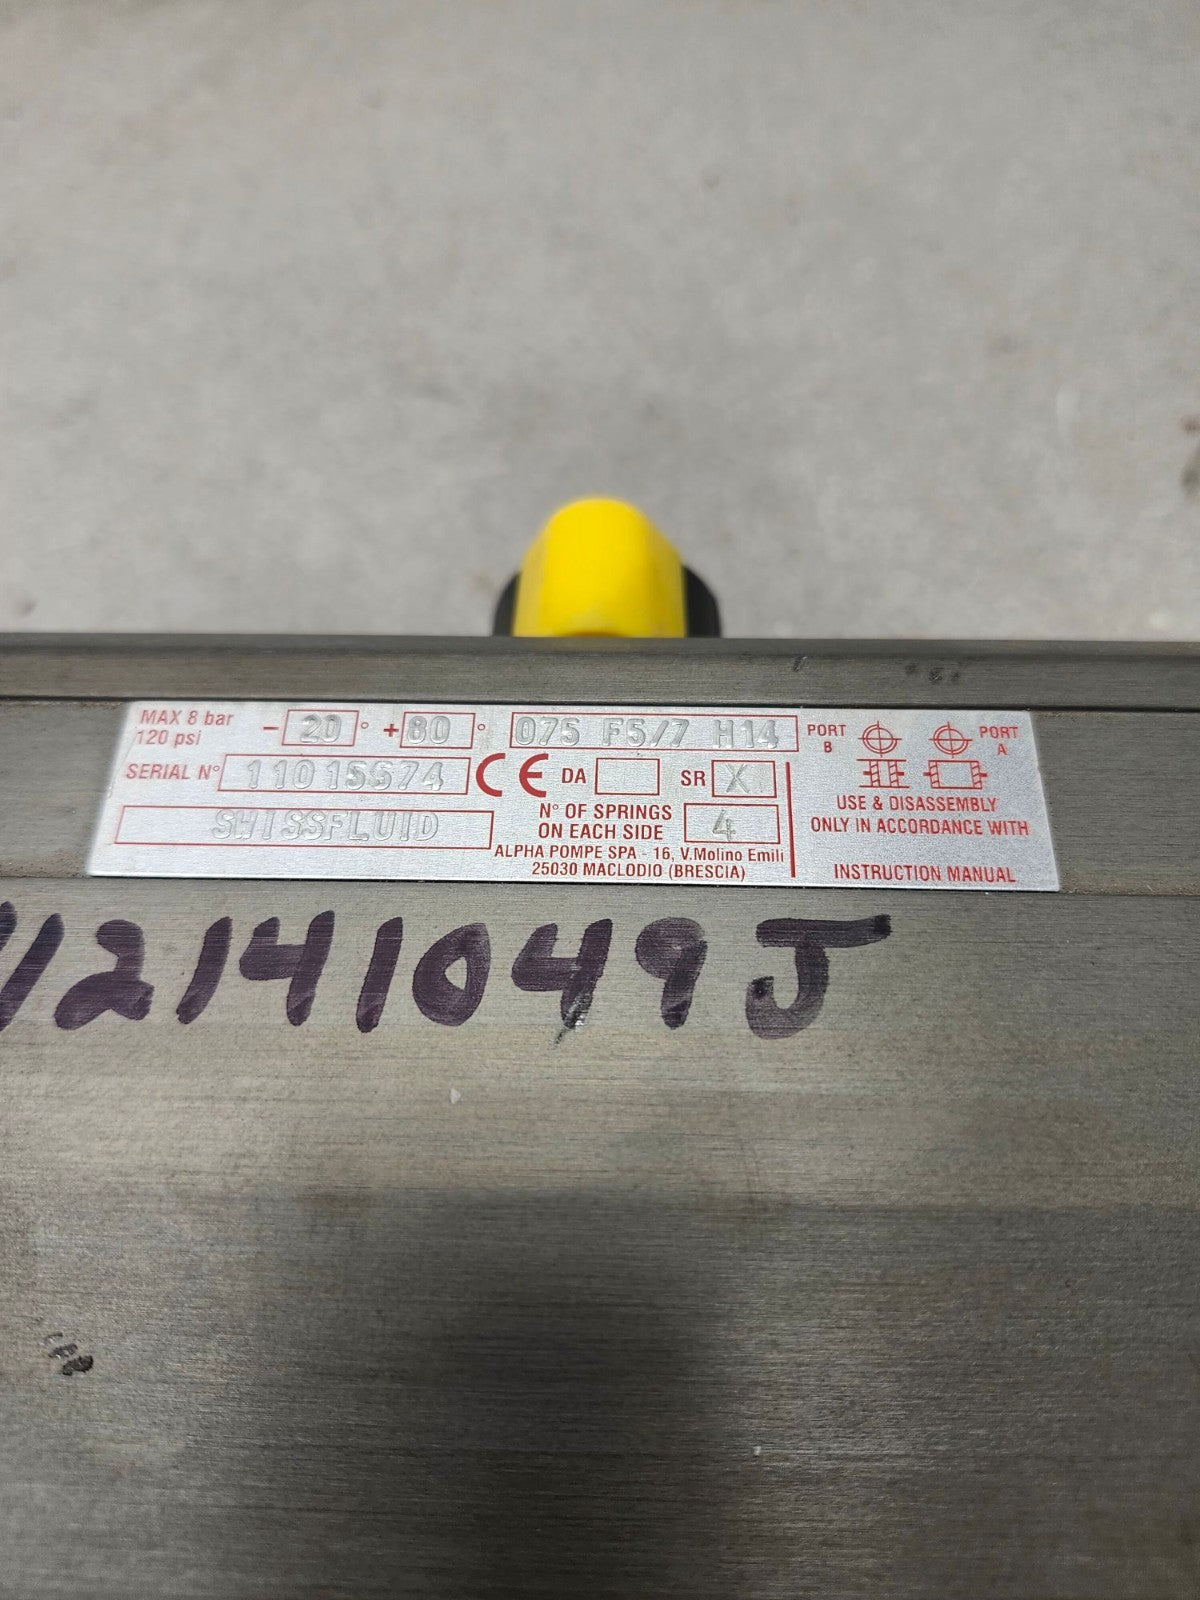 MAX 8 bar
120 psi
- 20 ° + 80 °
075 F5/7 H14
SERIAL N° 11015574
CE
DA
SR X
SWISSFLUID
N° OF SPRINGS
ON EACH SIDE 4
ALPHA POMPE SPA - 16, V.Molino Emili
25030 MACLODIO (BRESCIA)
PORT
B
PORT
A
USE & DISASSEMBLY
ONLY IN ACCORDANCE WITH
INSTRUCTION MANUAL
12141049J